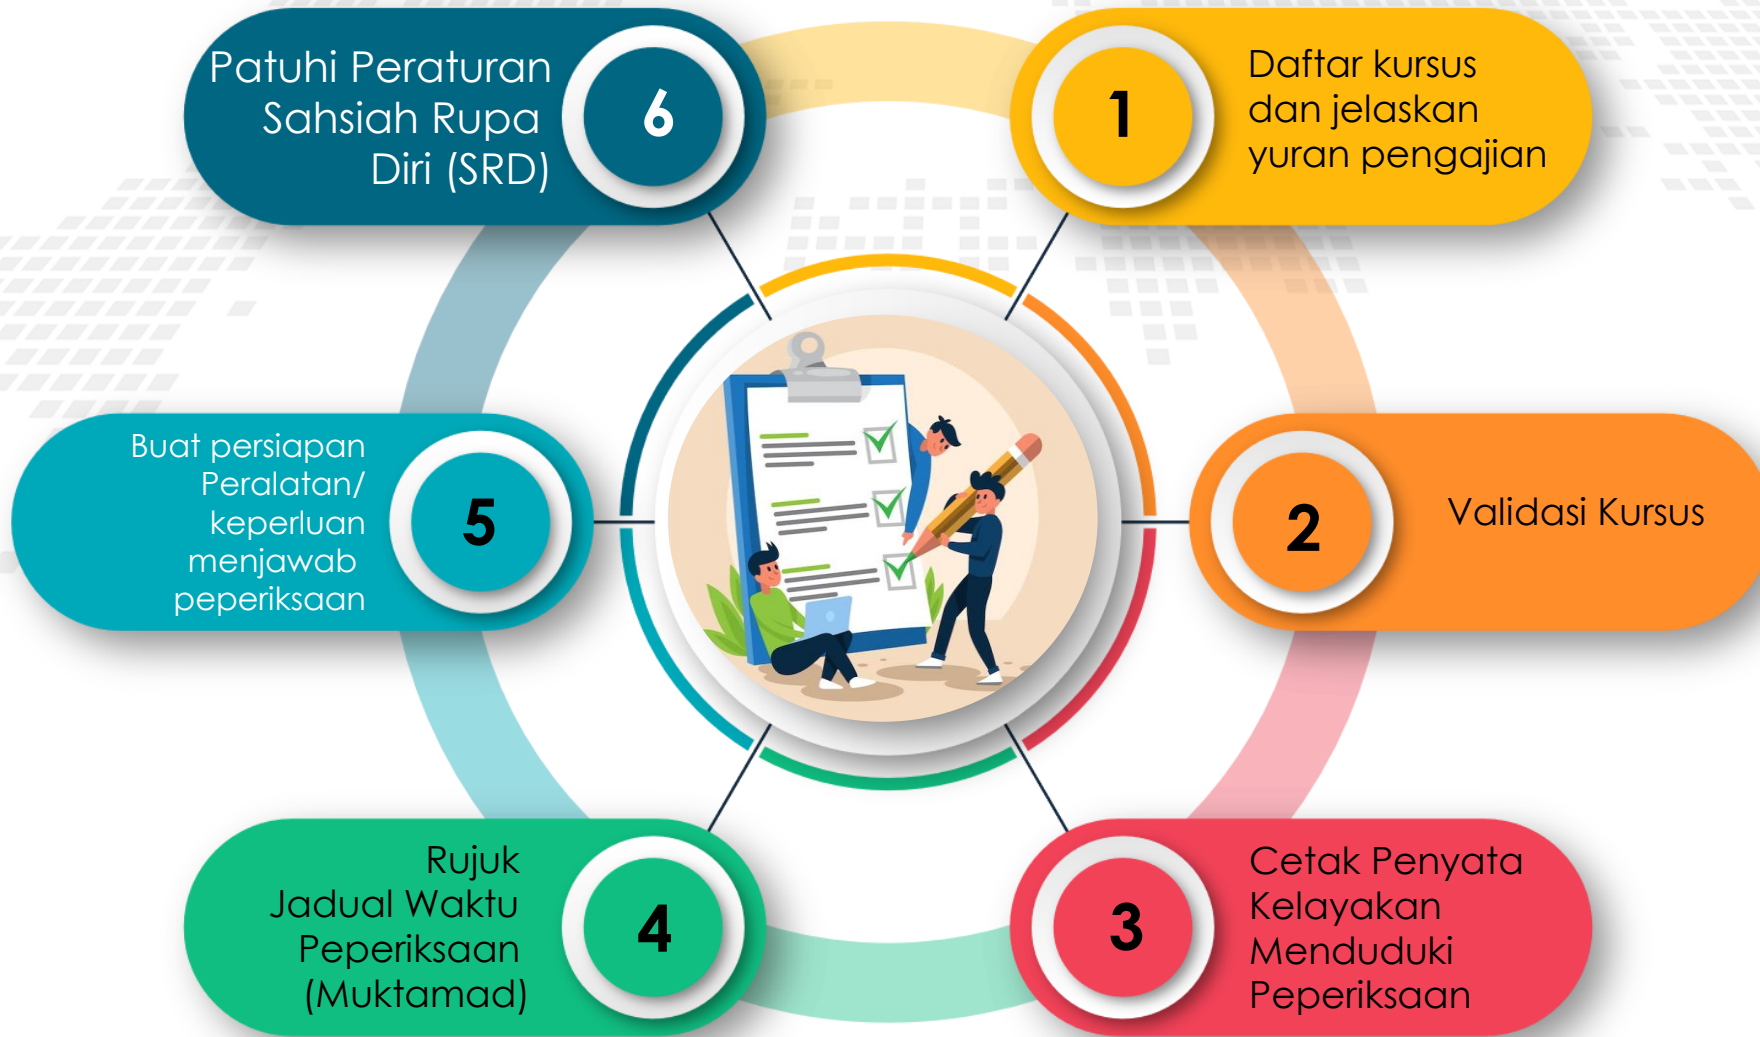 1
Daftar kursus
dan jelaskan
yuran pengajian
2
Validasi Kursus
3
Cetak Penyata
Kelayakan
Menduduki
Peperiksaan
4
Rujuk
Jadual Waktu
Peperiksaan
(Muktamad)
5
Buat persiapan
Peralatan/
keperluan
menjawab
peperiksaan
6
Patuhi Peraturan
Sahsiah Rupa
Diri (SRD)